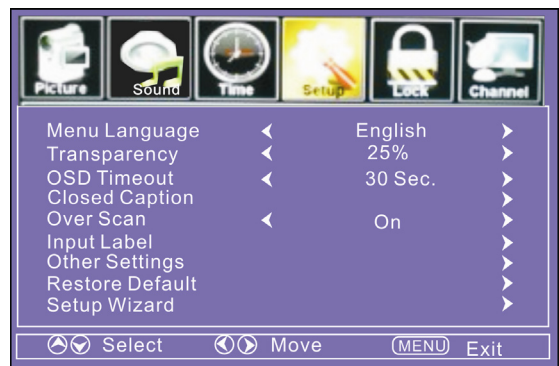 Picture Sound Time Setup Lock Channel
Menu Language English
Transparency 25%
OSD Timeout 30 Sec.
Closed Caption
Over Scan On
Input Label
Other Settings
Restore Default
Setup Wizard
Select Move MENU Exit